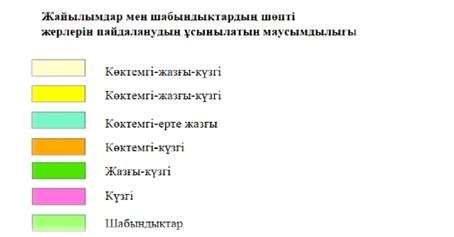 Жайылымдар мен шабындықтардың шөпті
жерлерін пайдаланудың ұсынылатын маусымдылығы
Көктемгі-жазғы-күзгі
Көктемгі-жазғы-күзгі
Көктемгі-ерте жазғы
Көктемгі-күзгі
Жазғы-күзгі
Күзгі
Шабындықтар